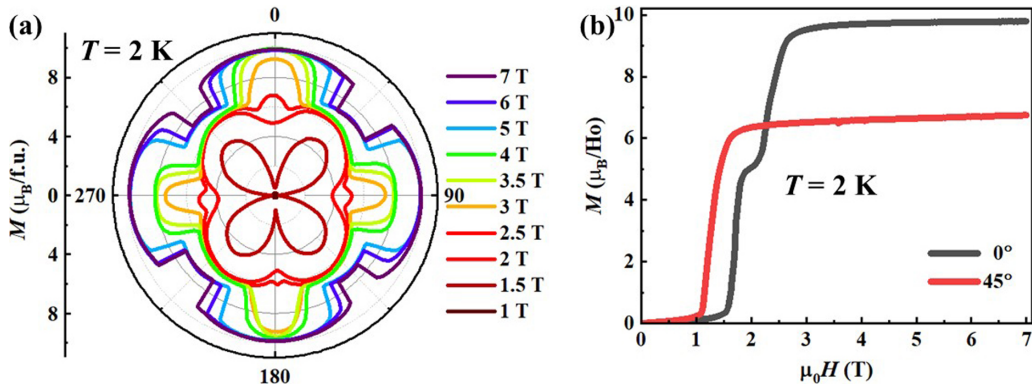 (a)
T = 2 K
0
90
180
270
M (μB/f.u.)
8
4
0
4
8
7 T
6 T
5 T
4 T
3.5 T
3 T
2.5 T
2 T
1.5 T
1 T
(b)
M (μB/Ho)
10
8
6
4
2
0
T = 2 K
0°
45°
0 1 2 3 4 5 6 7
μ0H (T)